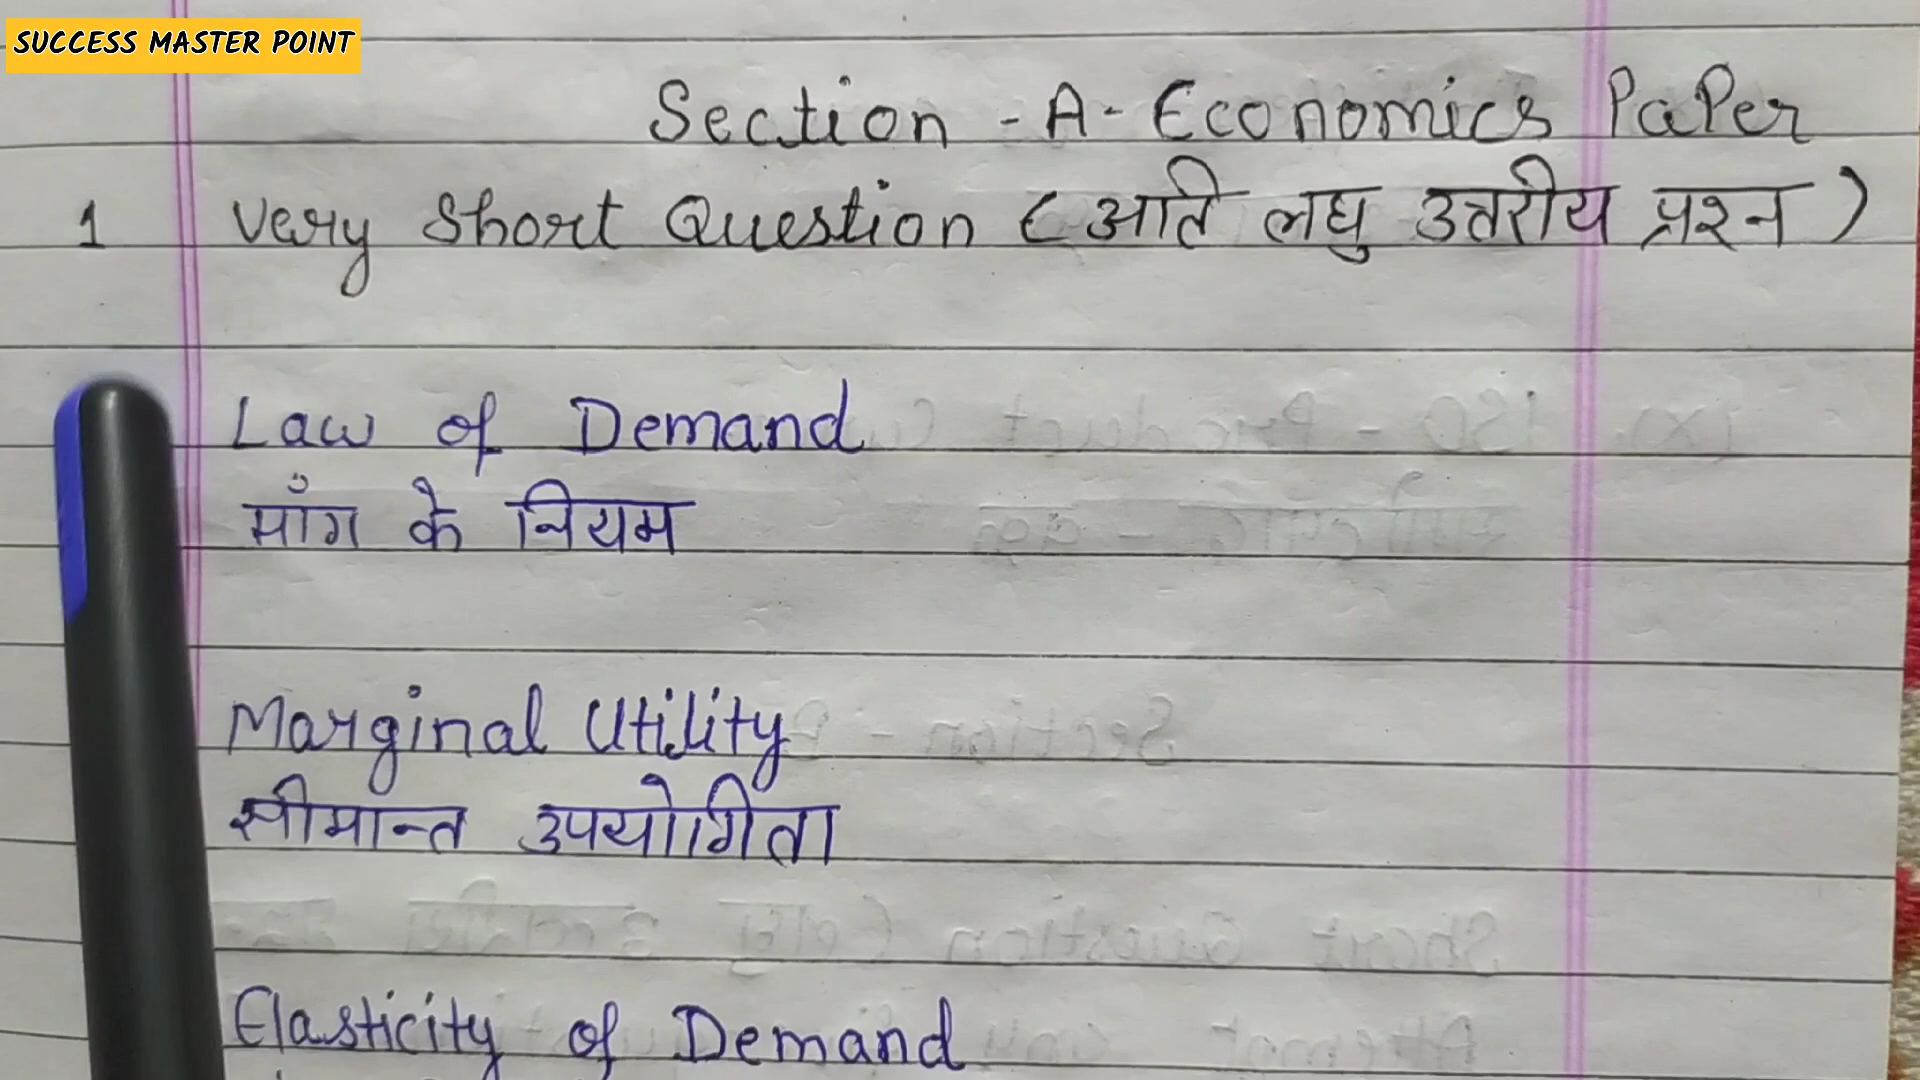 SUCCESS MASTER POINT
Section - A - Economics Paper
1 Very Short Question (अति लघु उत्तरीय प्रश्न)
Law of Demand
माँग के नियम
Marginal Utility
सीमान्त उपयोगिता
Elasticity of Demand